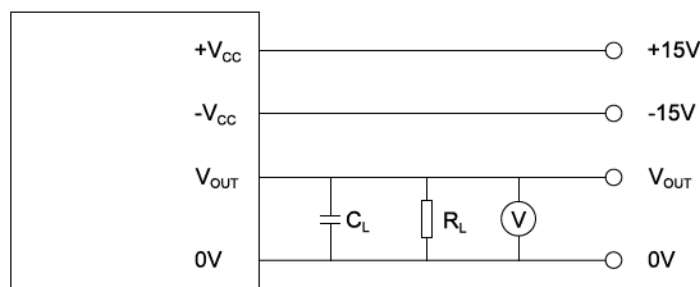 +VCC +15V
-VCC -15V
VOUT VOUT
CL RL V
0V 0V